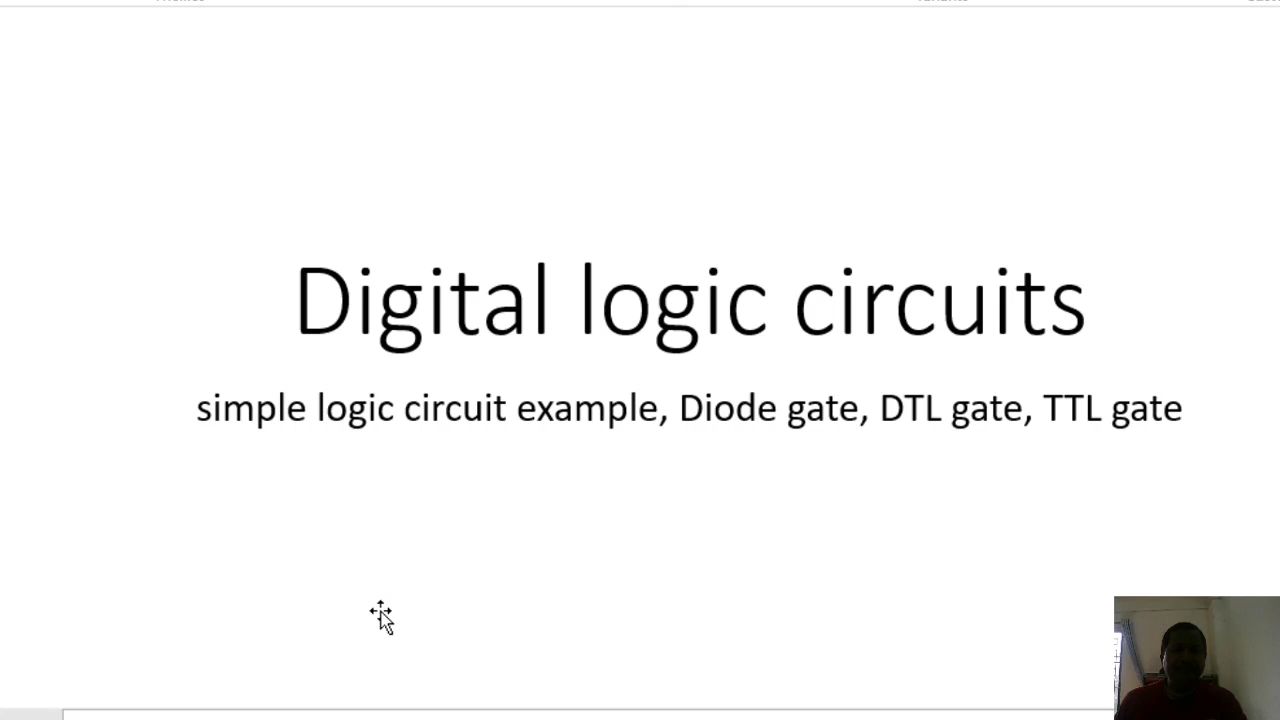 Digital logic circuits
simple logic circuit example, Diode gate, DTL gate, TTL gate